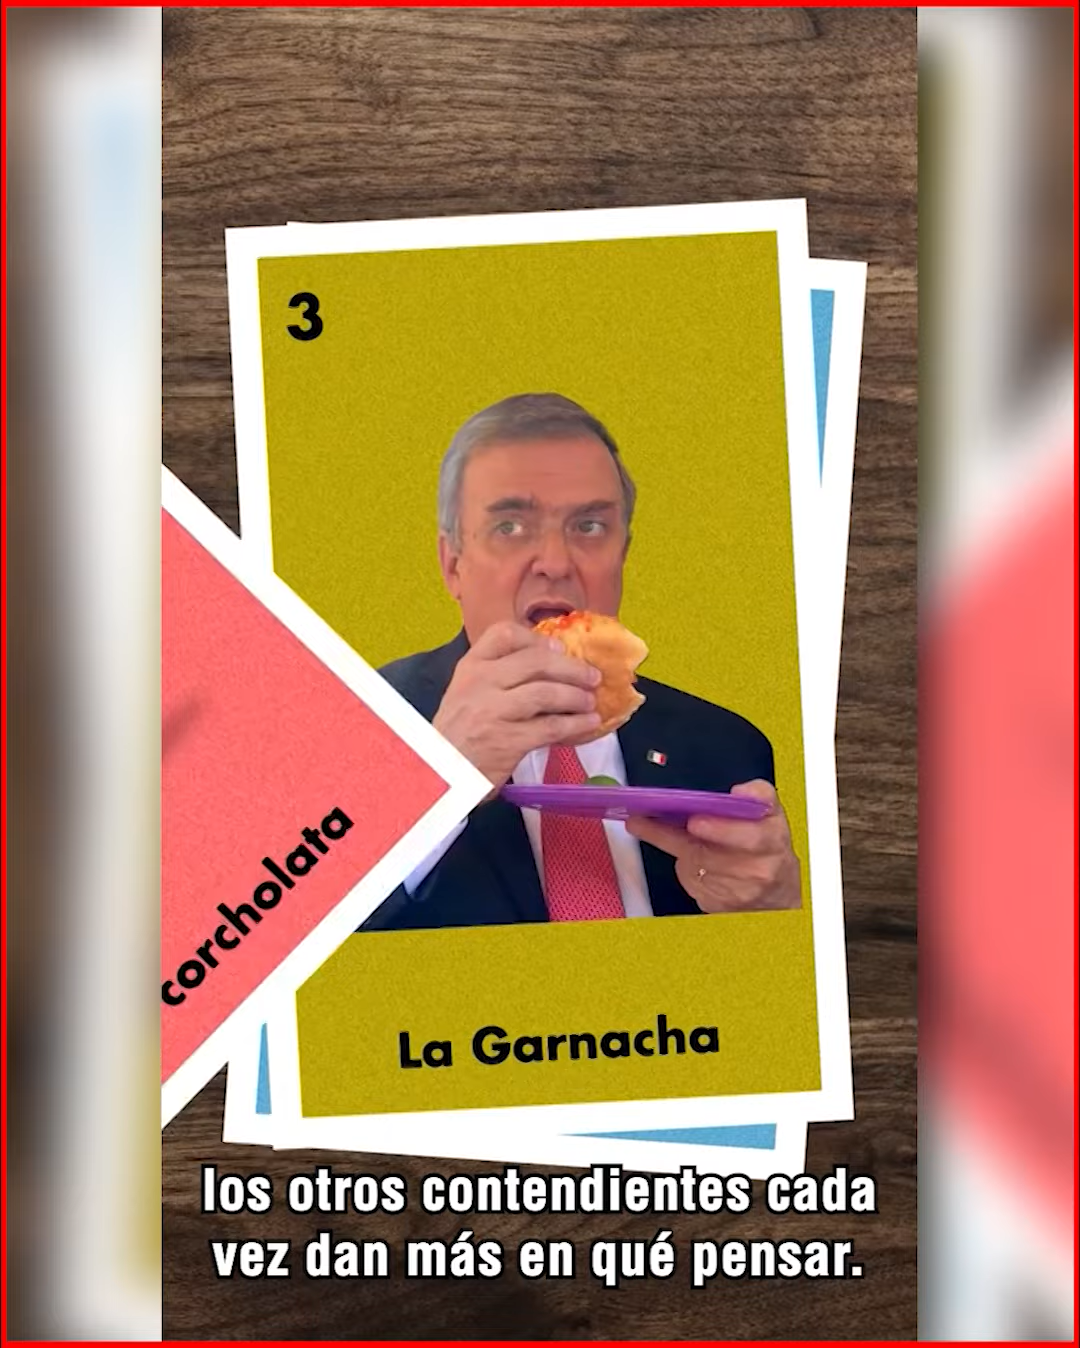 3
corcholata
La Garnacha
los otros contendientes cada
vez dan más en qué pensar.